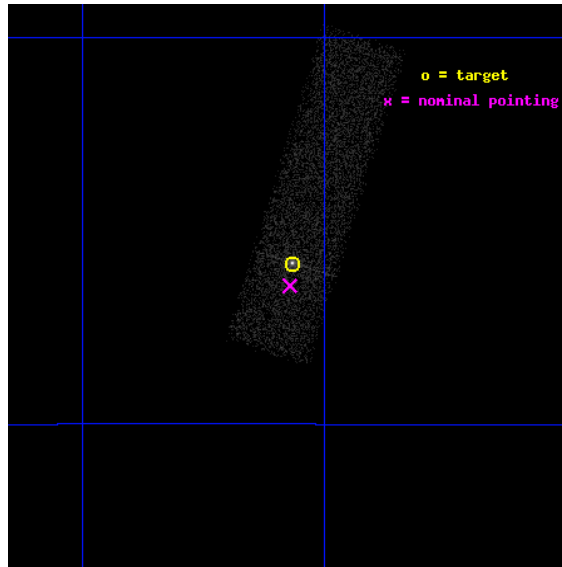 o = target
x = nominal pointing